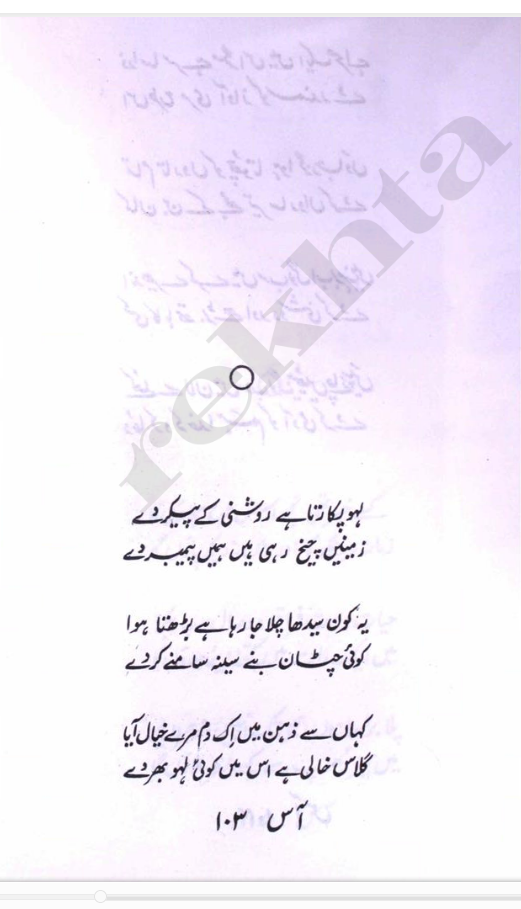 rekhta
لہو پکارتا ہے روشنی کے پیکر دے
زمینیں چیخ رہی ہیں ہمیں پیمبر دے
یہ کون سیدھا چلا جا رہا ہے بڑھتا ہوا
کوئی چٹان بنے سینہ سامنے کر دے
کہاں سے ذہن میں اِک دم مرے خیال آیا
گلاس خالی ہے اس میں کوئی لہو بھر دے
آس ۱۰۳